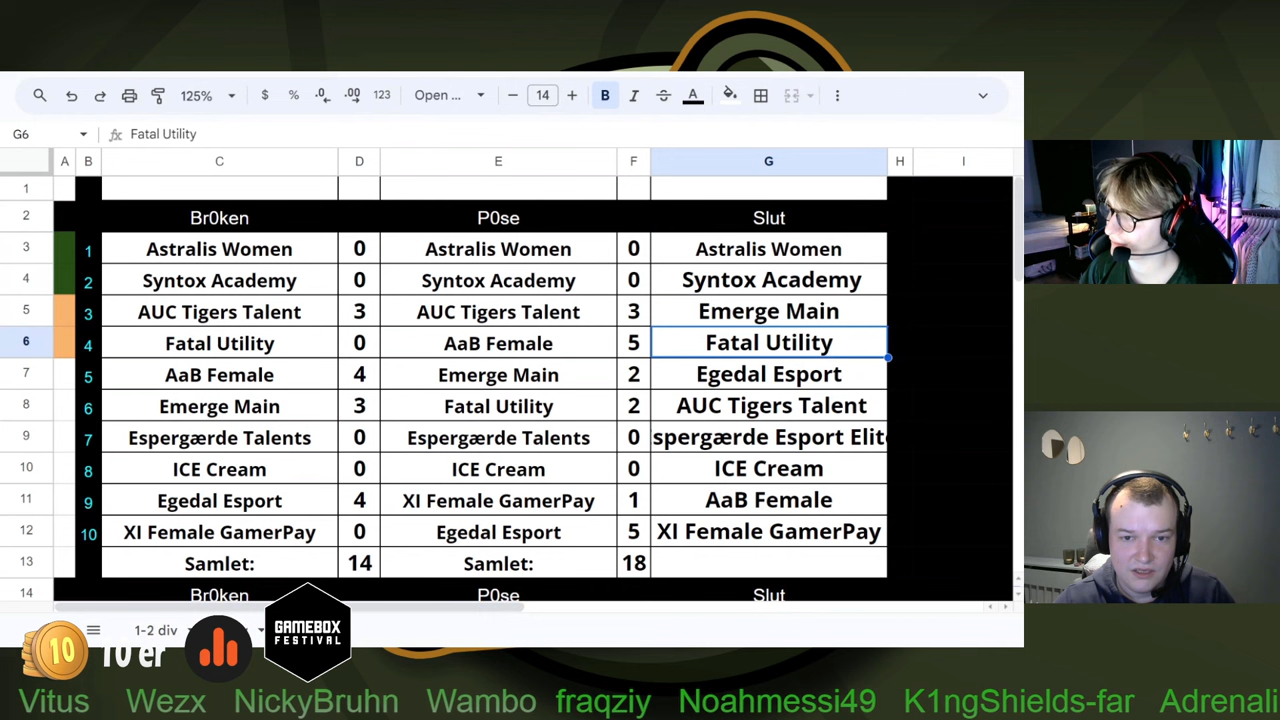 125% $ % .0 .00 123 Open ... 14 B I A
G6 fx Fatal Utility
A B C D E F G H I
1
2 Br0ken P0se Slut
3 1 Astralis Women 0 Astralis Women 0 Astralis Women
4 2 Syntox Academy 0 Syntox Academy 0 Syntox Academy
5 3 AUC Tigers Talent 3 AUC Tigers Talent 3 Emerge Main
6 4 Fatal Utility 0 AaB Female 5 Fatal Utility
7 5 AaB Female 4 Emerge Main 2 Egedal Esport
8 6 Emerge Main 3 Fatal Utility 2 AUC Tigers Talent
9 7 Espergærde Talents 0 Espergærde Talents 0 spergærde Esport Elit
10 8 ICE Cream 0 ICE Cream 0 ICE Cream
11 9 Egedal Esport 4 XI Female GamerPay 1 AaB Female
12 10 XI Female GamerPay 0 Egedal Esport 5 XI Female GamerPay
13 Samlet: 14 Samlet: 18
14 Br0ken P0se Slut
1-2 div
10 10 er
GAMEBOX
FESTIVAL
Vitus Wezx NickyBruhn Wambo fraqziy Noahmessi49 K1ngShields-far Adrenali